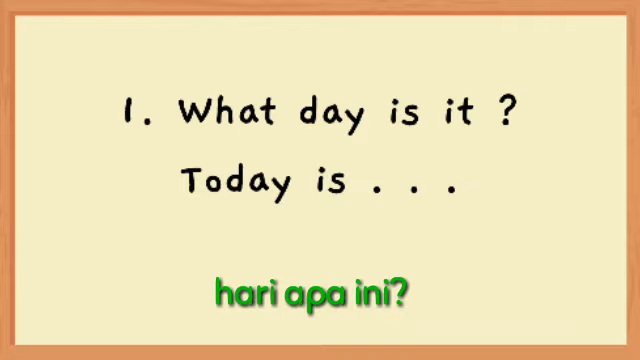 1. What day is it ?
Today is . . .
hari apa ini?